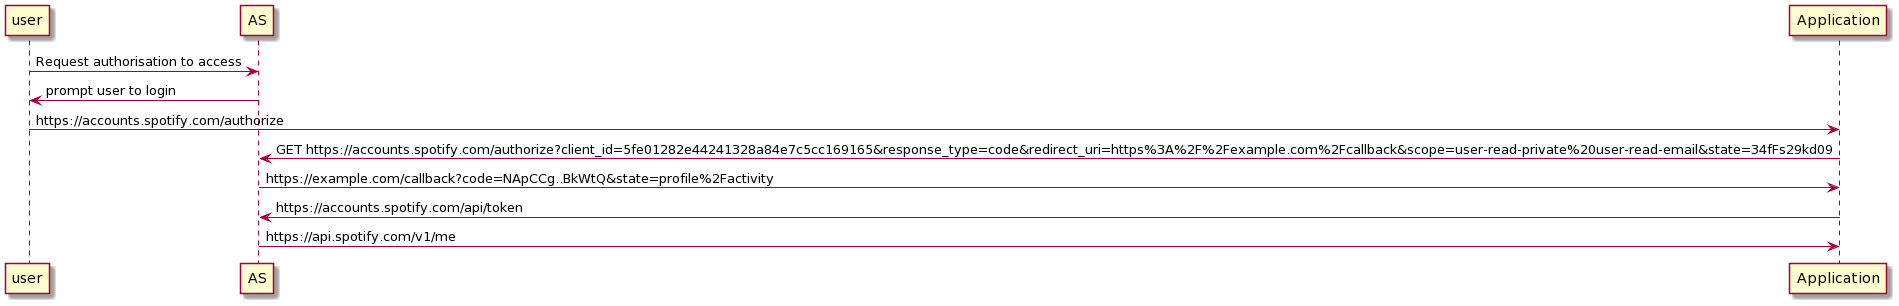 user AS Application
Request authorisation to access
prompt user to login
https://accounts.spotify.com/authorize
GET https://accounts.spotify.com/authorize?client_id=5fe01282e44241328a84e7c5cc169165&response_type=code&redirect_uri=https%3A%2F%2Fexample.com%2Fcallback&scope=user-read-private%20user-read-email&state=34fFs29kd09
https://example.com/callback?code=NApCCg..BkWtQ&state=profile%2Factivity
https://accounts.spotify.com/api/token
https://api.spotify.com/v1/me
user AS Application